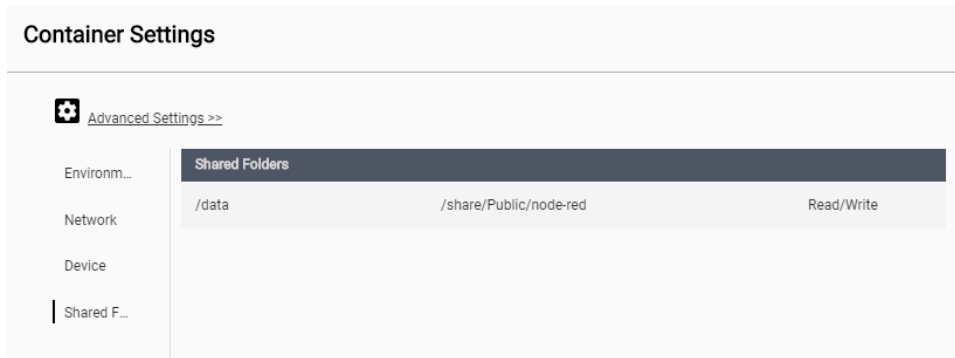 Container Settings
Advanced Settings >>
Environm...
Network
Device
Shared F...
Shared Folders
/data /share/Public/node-red Read/Write